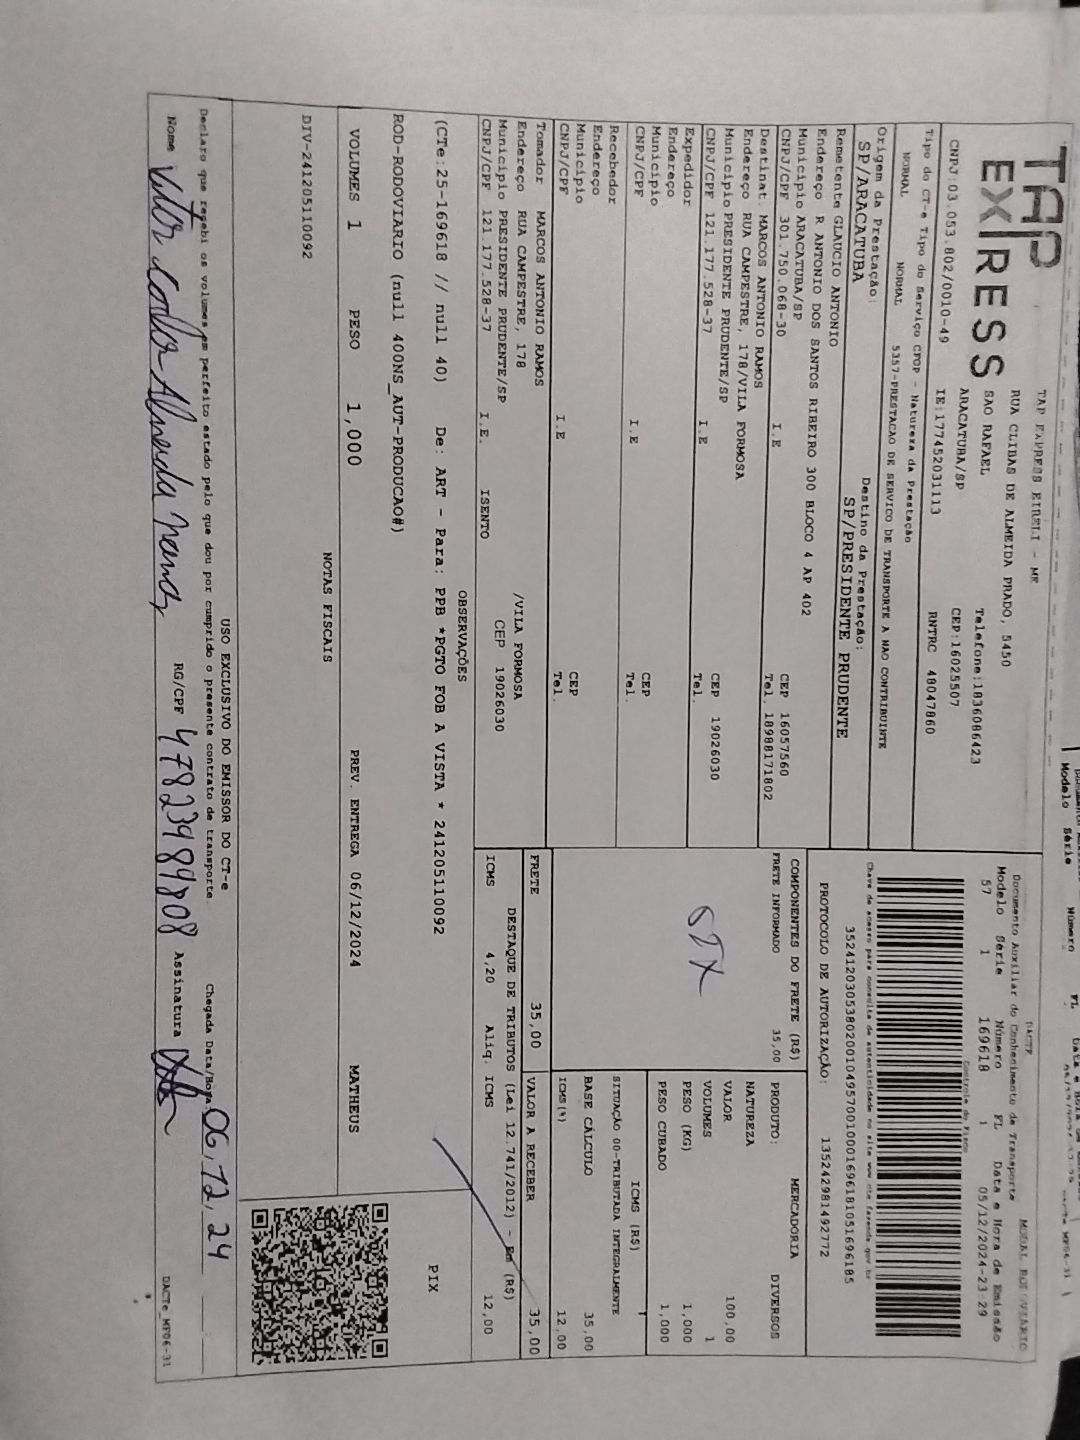 TAP
EXPRESS
TAP EXPRESS EIRELI - ME
RUA CLIBAS DE ALMEIDA PRADO, 5450
SAO RAFAEL
Telefone:1836086423
ARACATUBA/SP
CEP:16025507
CNPJ:03.053.802/0010-49
IE:177452031113
RNTRC 48047860
Tipo do CT-e Tipo do Serviço CFOP - Natureza da Prestação
NORMAL NORMAL 5357-PRESTACAO DE SERVICO DE TRANSPORTE A NAO CONTRIBUINTE
Origem da Prestação: Destino da Prestação:
SP/ARACATUBA SP/PRESIDENTE PRUDENTE
Remetente GLAUCIO ANTONIO
Endereço R ANTONIO DOS SANTOS RIBEIRO 300 BLOCO 4 AP 402
Municipio ARACATUBA/SP CEP 16057560
CNPJ/CPF 301.750.068-30 I.E Tel. 18988171802
Destinat. MARCOS ANTONIO RAMOS
Endereço RUA CAMPESTRE, 178/VILA FORMOSA
Municipio PRESIDENTE PRUDENTE/SP CEP 19026030
CNPJ/CPF 121.177.528-37 I.E Tel.
Expedidor
Endereço
Municipio CEP
CNPJ/CPF I.E Tel.
Recebedor
Endereço
Municipio CEP
CNPJ/CPF I.E Tel.
Tomador MARCOS ANTONIO RAMOS
Endereço RUA CAMPESTRE, 178 /VILA FORMOSA
Municipio PRESIDENTE PRUDENTE/SP CEP 19026030
CNPJ/CPF 121.177.528-37 I.E. ISENTO
DACTE MODAL RODOVIÁRIO
Documento Auxiliar do Conhecimento de Transporte
Modelo Série Número FL Data e Hora de Emissão
57 1 169618 1 05/12/2024-23:29
Controle do Fisco
Chave de acesso para consulta de autenticidade no site www.cte.fazenda.gov.br
35241203053802001049570010001696181051696185
PROTOCOLO DE AUTORIZAÇÃO: 135242981492772
COMPONENTES DO FRETE (R$)
FRETE INFORMADO 35,00
PRODUTO: MERCADORIA
NATUREZA DIVERSOS
VALOR 100,00
VOLUMES 1
PESO (KG) 1,000
PESO CUBADO 1,000
ICMS (R$)
SITUAÇÃO 00-TRIBUTADA INTEGRALMENTE
BASE CÁLCULO 35,00
ICMS(%) 12,00
FRETE 35,00
VALOR A RECEBER 35,00
DESTAQUE DE TRIBUTOS (Lei 12.741/2012) - Em (R$)
ICMS 4,20 Aliq. ICMS 12,00
OBSERVAÇÕES
(CTe:25-169618 // null 40) De: ART - Para: PPB *PGTO FOB A VISTA * 241205110092
ROD-RODOVIARIO (null 400NS_AUT-PRODUCAO#)
PIX
VOLUMES 1 PESO 1,000 PREV. ENTREGA 06/12/2024 MATHEUS
NOTAS FISCAIS
DIV-241205110092
USO EXCLUSIVO DO EMISSOR DO CT-e
Declaro que recebi os volumes em perfeito estado pelo que dou por cumprido o presente contrato de transporte Chegada Data/Hora: 06,12,24
Nome RG/CPF 47823989808 Assinatura
DACTe_MF06-31